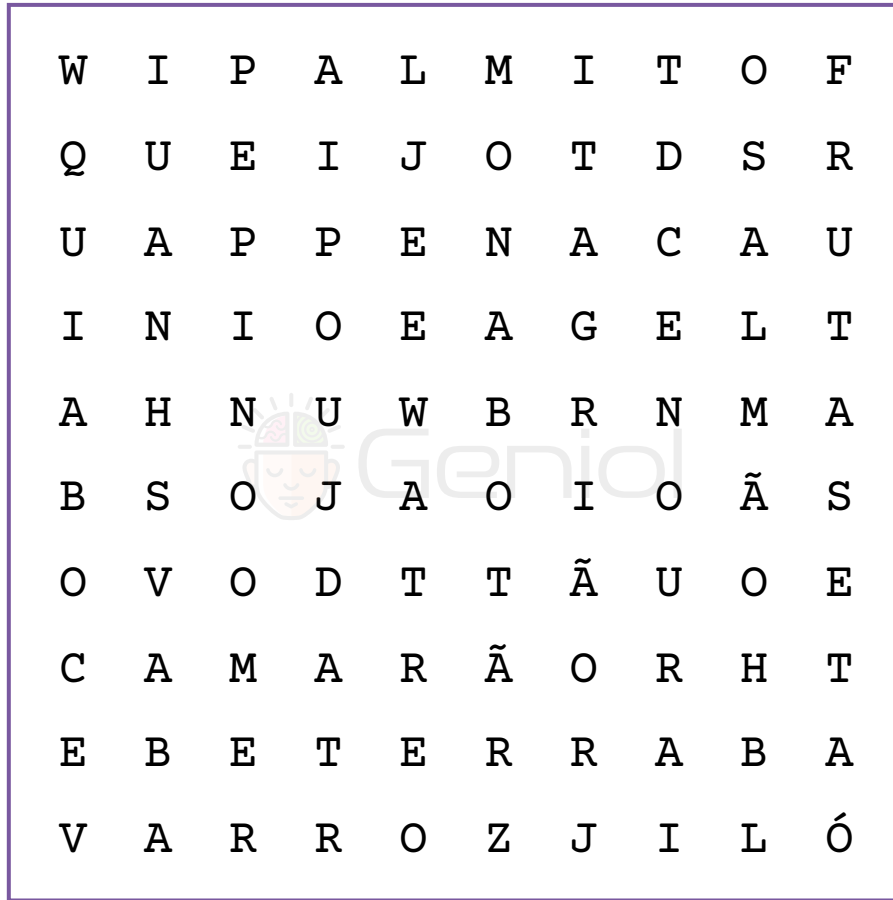 W I P A L M I T O F
Q U E I J O T D S R
U A P P E N A C A U
I N I O E A G E L T
A H N U W B R N M A
B S O J A O I O Ã S
O V O D T T Ã U O E
C A M A R Ã O R H T
E B E T E R R A B A
V A R R O Z J I L Ó
Geniol